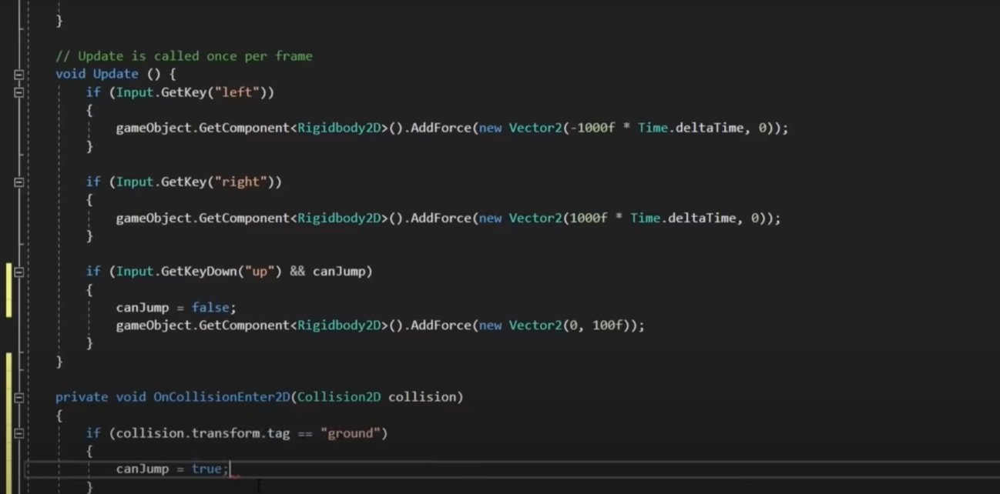 }
// Update is called once per frame
void Update () {
if (Input.GetKey("left"))
{
gameObject.GetComponent<Rigidbody2D>().AddForce(new Vector2(-1000f * Time.deltaTime, 0));
}
if (Input.GetKey("right"))
{
gameObject.GetComponent<Rigidbody2D>().AddForce(new Vector2(1000f * Time.deltaTime, 0));
}
if (Input.GetKeyDown("up") && canJump)
{
canJump = false;
gameObject.GetComponent<Rigidbody2D>().AddForce(new Vector2(0, 100f));
}
}
private void OnCollisionEnter2D(Collision2D collision)
{
if (collision.transform.tag == "ground")
{
canJump = true;
}